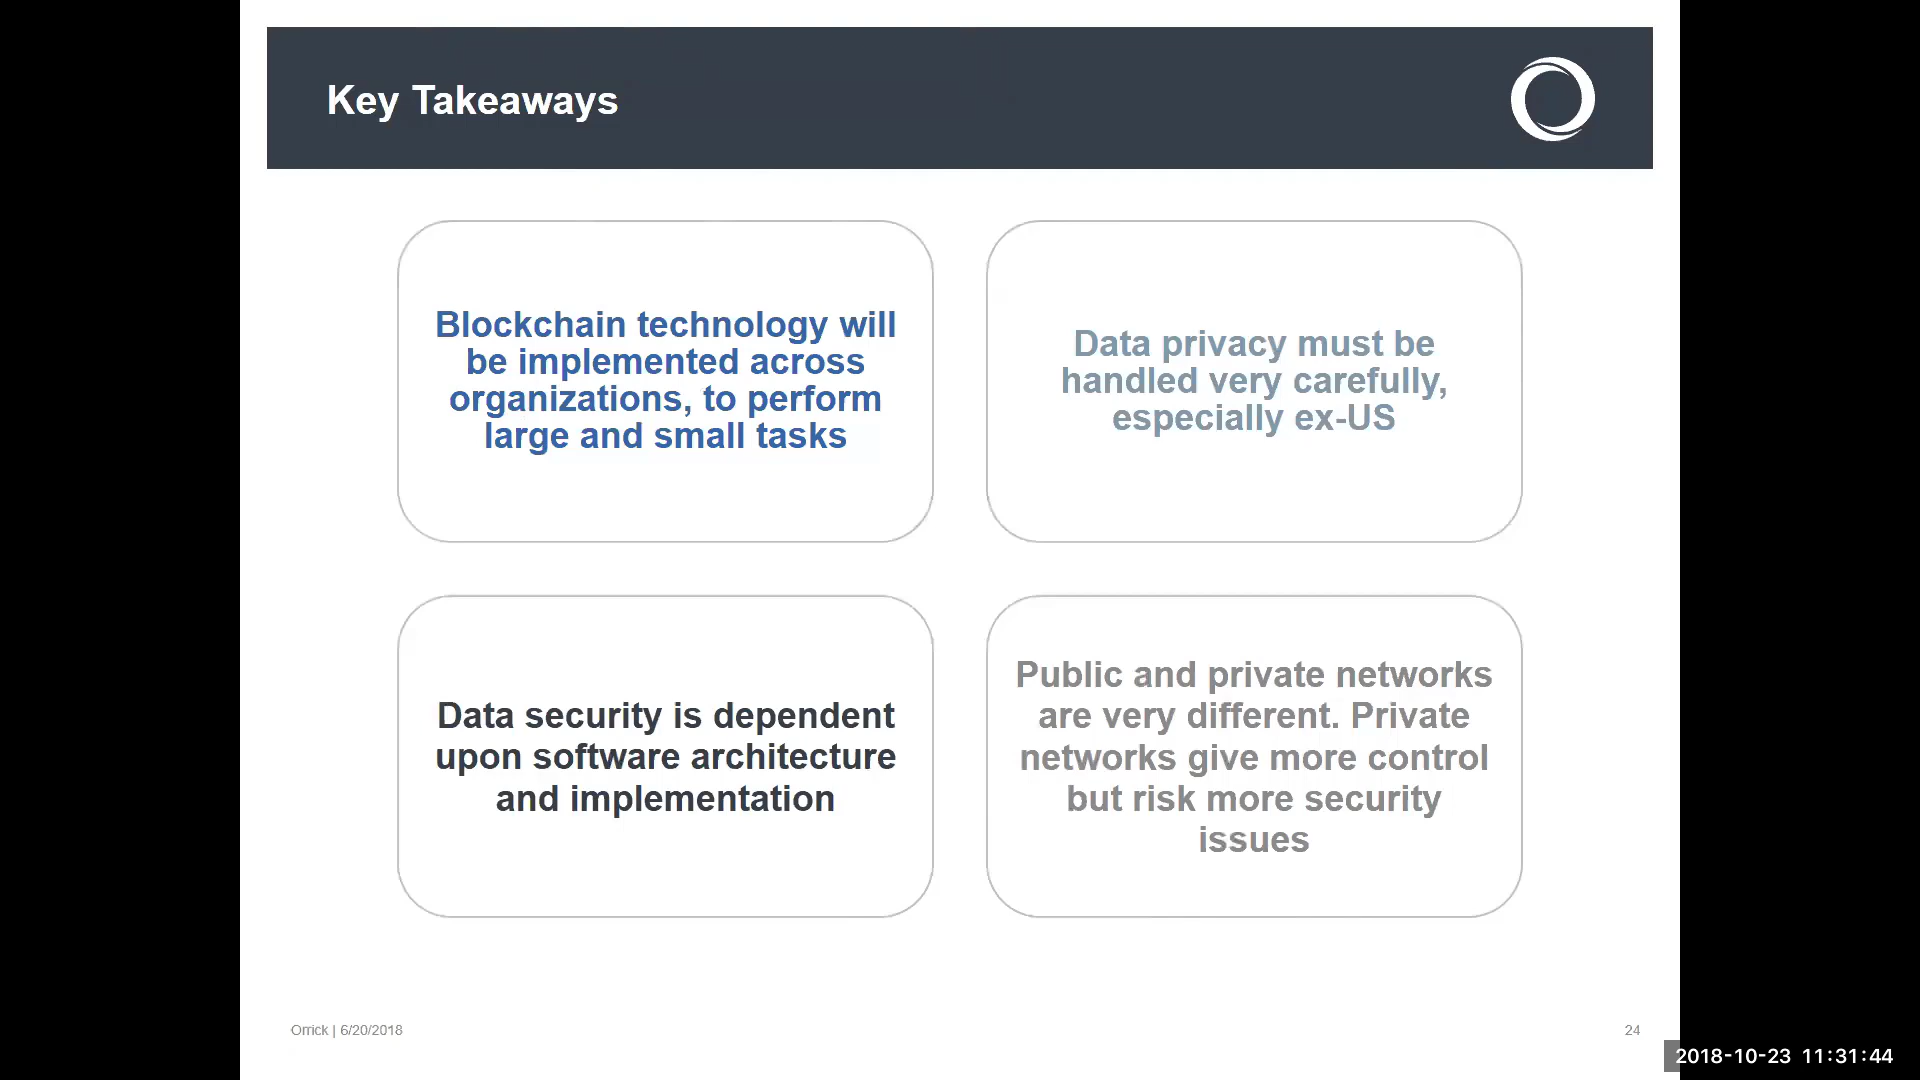 Key Takeaways
Blockchain technology will
be implemented across
organizations, to perform
large and small tasks
Data privacy must be
handled very carefully,
especially ex-US
Data security is dependent
upon software architecture
and implementation
Public and private networks
are very different. Private
networks give more control
but risk more security
issues
Orrick | 6/20/2018
24
2018-10-23 11:31:44